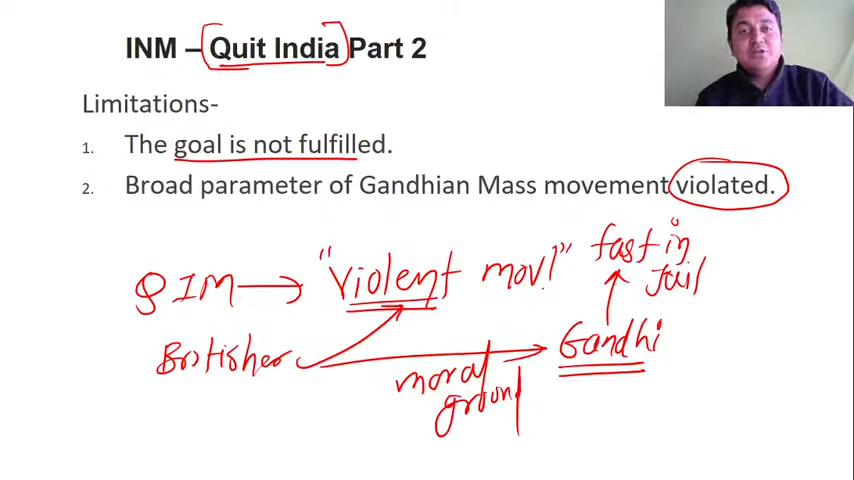 INM – Quit India Part 2
Limitations-
1. The goal is not fulfilled.
2. Broad parameter of Gandhian Mass movement violated.
QIM → "violent mov!" fast in Jail
Britisher Gandhi
moral
ground